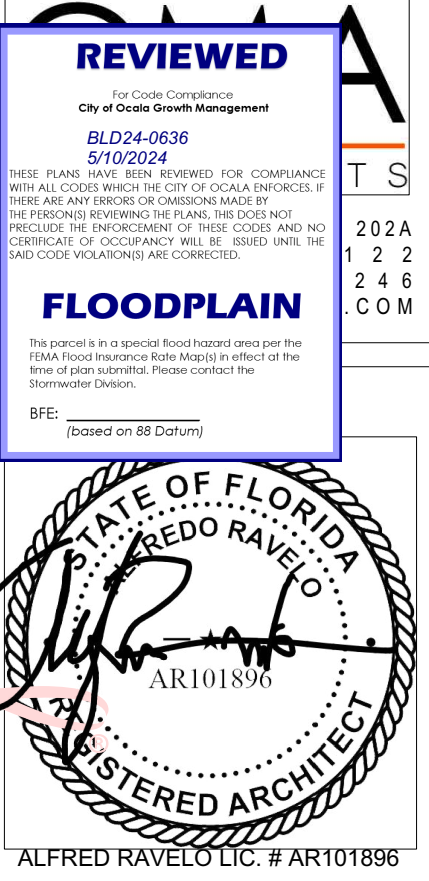 MA
REVIEWED
For Code Compliance
City of Ocala Growth Management
BLD24-0636
5/10/2024
THESE PLANS HAVE BEEN REVIEWED FOR COMPLIANCE
WITH ALL CODES WHICH THE CITY OF OCALA ENFORCES. IF
THERE ARE ANY ERRORS OR OMISSIONS MADE BY
THE PERSON(S) REVIEWING THE PLANS, THIS DOES NOT
PRECLUDE THE ENFORCEMENT OF THESE CODES AND NO
CERTIFICATE OF OCCUPANCY WILL BE ISSUED UNTIL THE
SAID CODE VIOLATION(S) ARE CORRECTED.
T S
202A
1 2 2
2 4 6
.COM
FLOODPLAIN
This parcel is in a special flood hazard area per the
FEMA Flood Insurance Rate Map(s) in effect at the
time of plan submittal. Please contact the
Stormwater Division.
BFE:
(based on 88 Datum)
STATE OF FLORIDA
ALFREDO RAVELO
AR101896
REGISTERED ARCHITECT
®
ALFRED RAVELO LIC. # AR101896